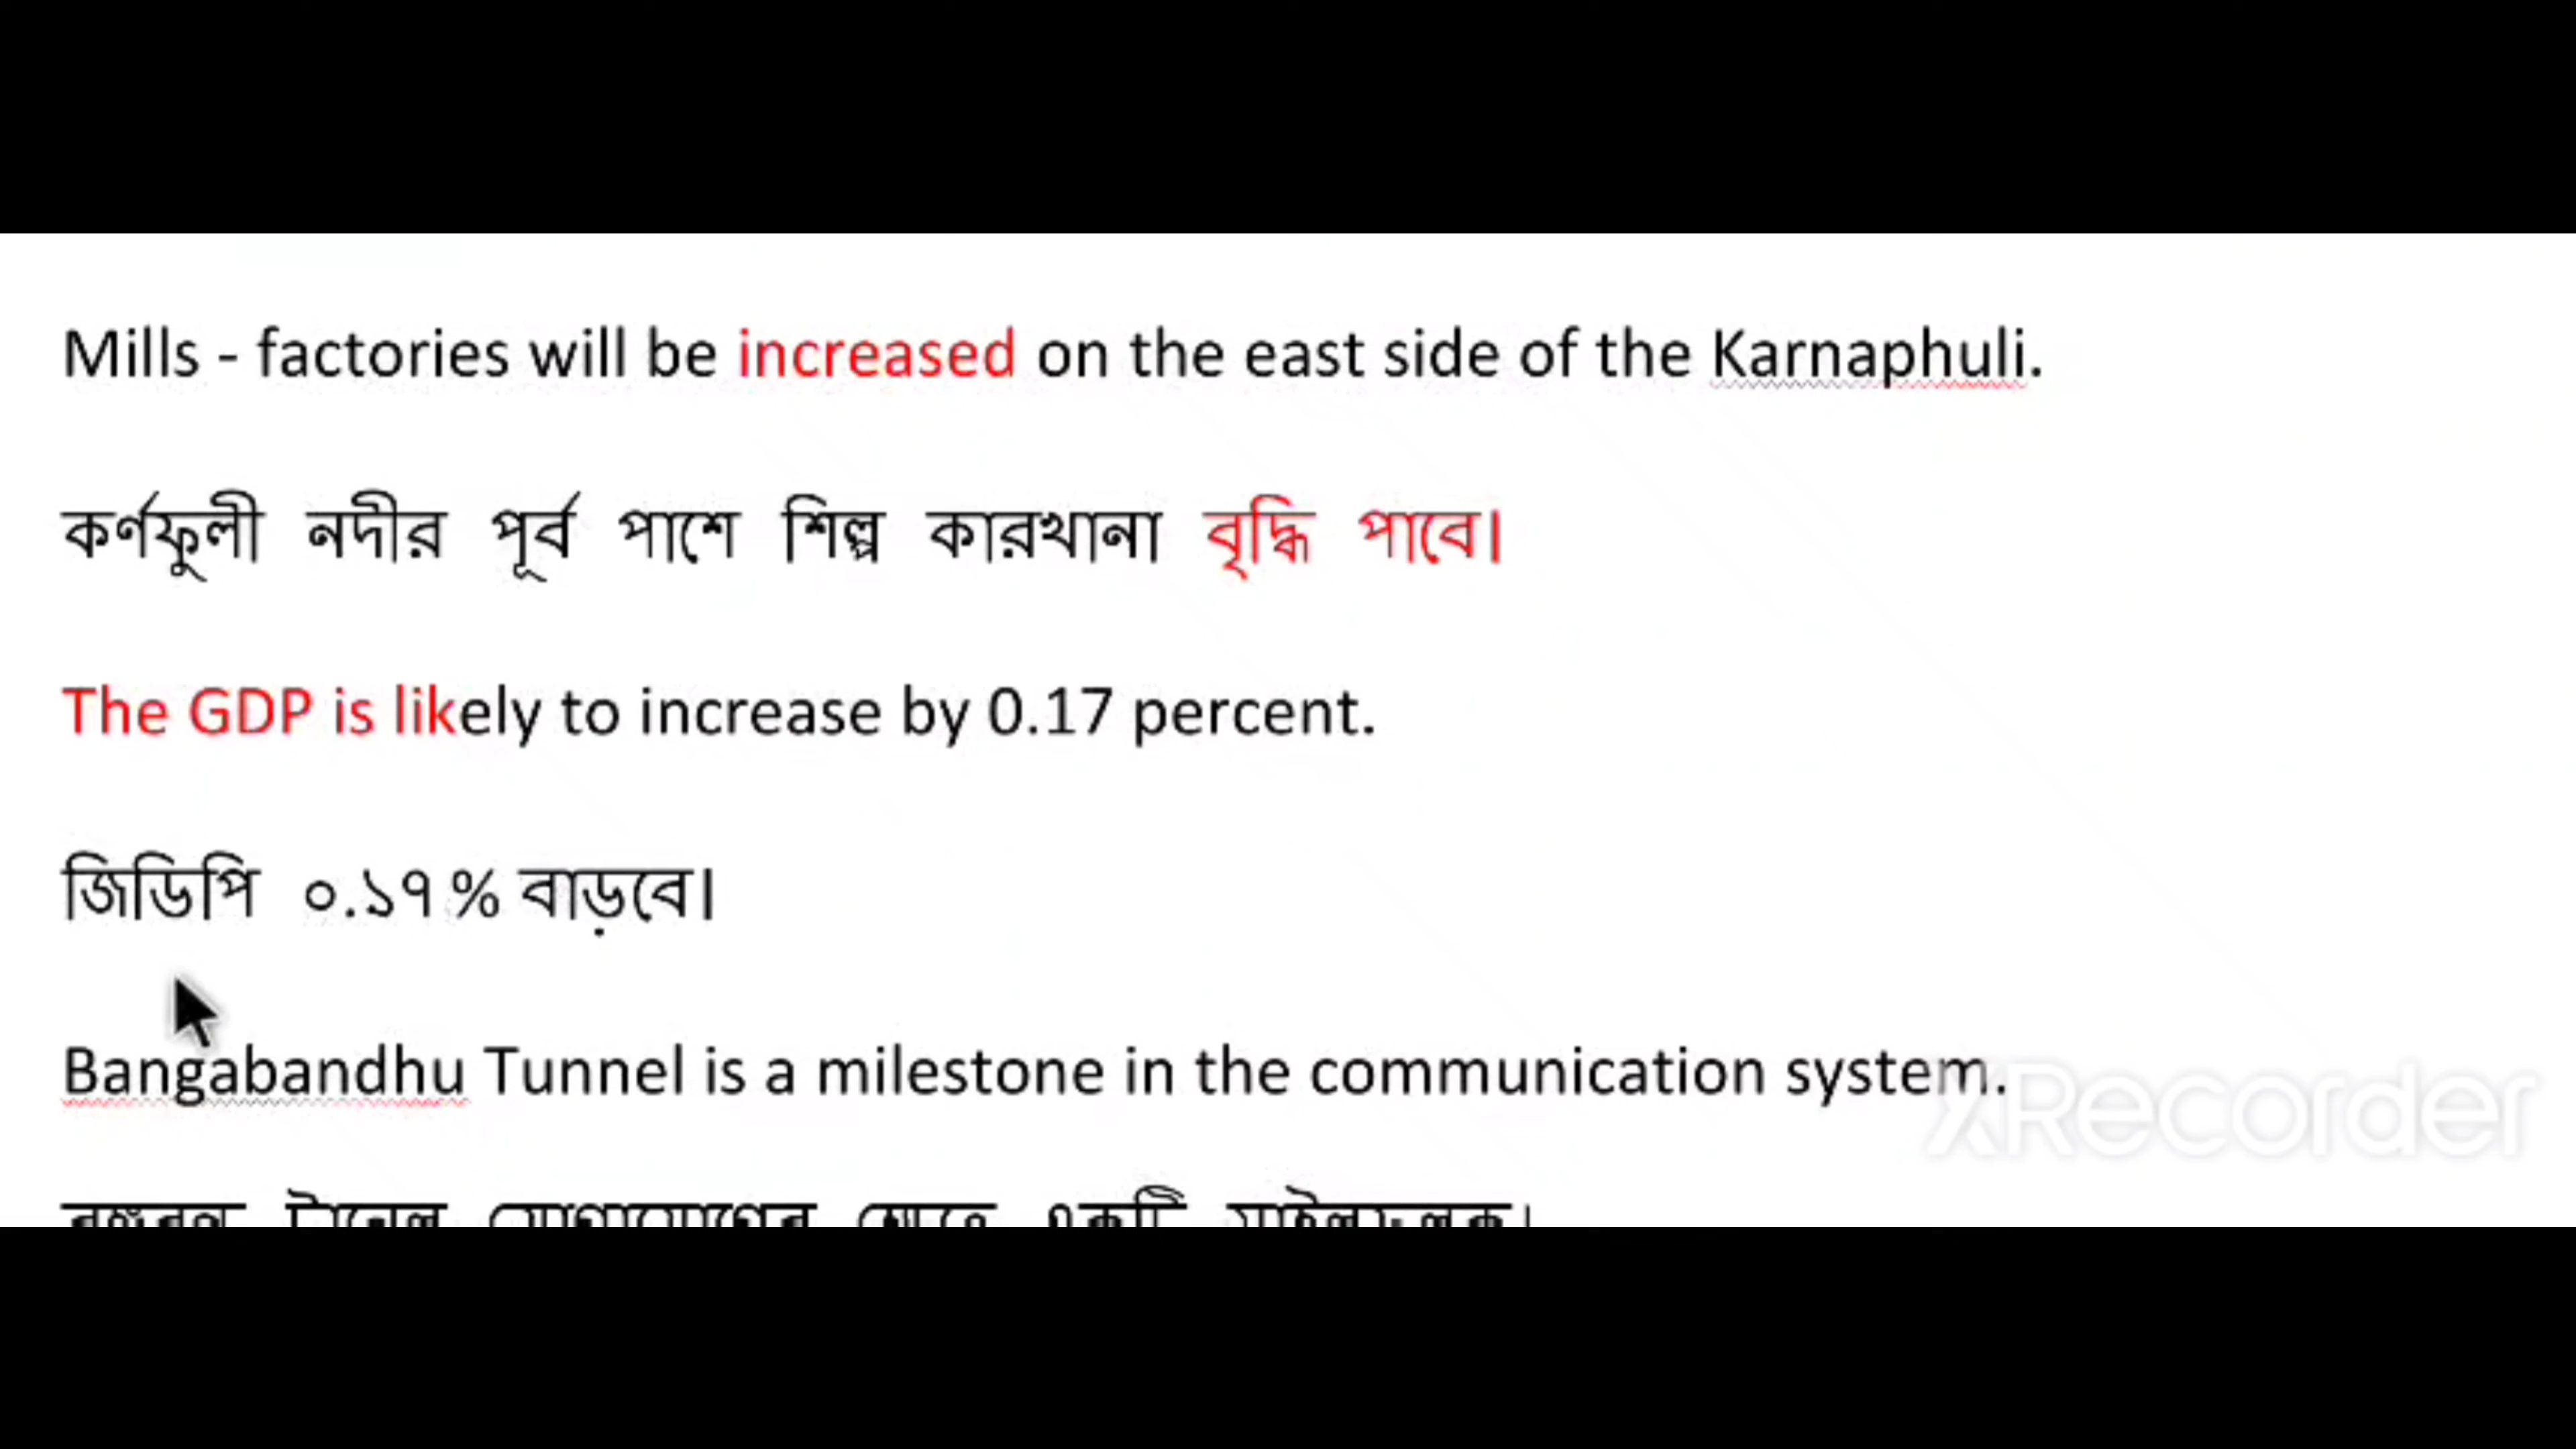 Mills - factories will be increased on the east side of the Karnaphuli.
কর্ণফুলী নদীর পূর্ব পাশে শিল্প কারখানা বৃদ্ধি পাবে।
The GDP is likely to increase by 0.17 percent.
জিডিপি ০.১৭% বাড়বে।
Bangabandhu Tunnel is a milestone in the communication system.
XRecorder